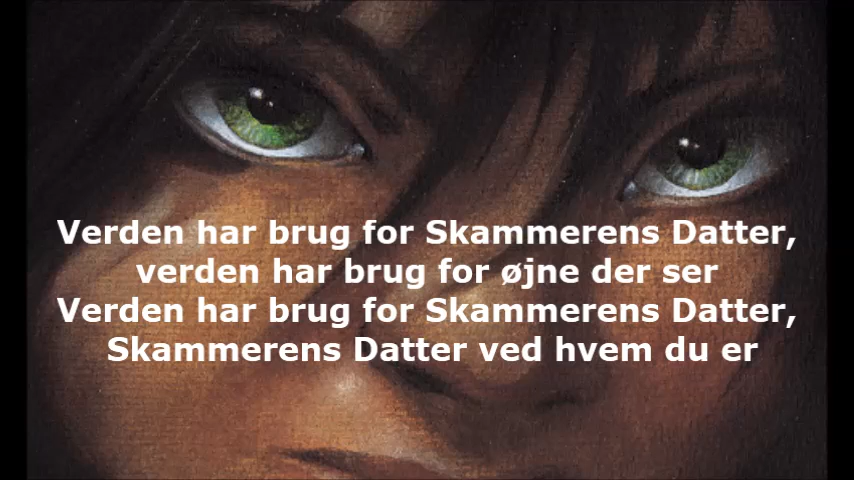 Verden har brug for Skammerens Datter,
verden har brug for øjne der ser
Verden har brug for Skammerens Datter,
Skammerens Datter ved hvem du er